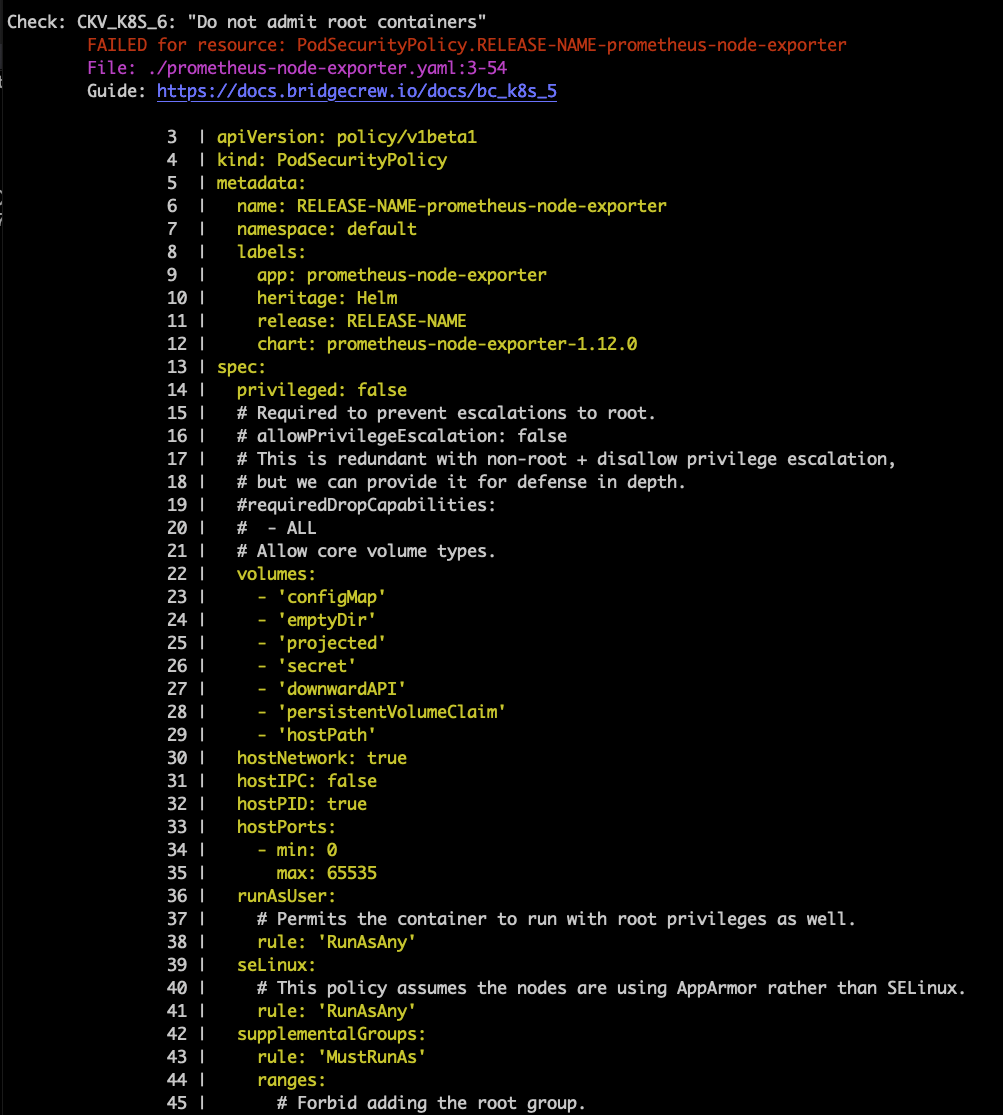 Check: CKV_K8S_6: "Do not admit root containers"
        FAILED for resource: PodSecurityPolicy.RELEASE-NAME-prometheus-node-exporter
        File: ./prometheus-node-exporter.yaml:3-54
        Guide: https://docs.bridgecrew.io/docs/bc_k8s_5

                3  | apiVersion: policy/v1beta1
                4  | kind: PodSecurityPolicy
                5  | metadata:
                6  |   name: RELEASE-NAME-prometheus-node-exporter
                7  |   namespace: default
                8  |   labels:
                9  |     app: prometheus-node-exporter
                10 |     heritage: Helm
                11 |     release: RELEASE-NAME
                12 |     chart: prometheus-node-exporter-1.12.0
                13 | spec:
                14 |   privileged: false
                15 |   # Required to prevent escalations to root.
                16 |   # allowPrivilegeEscalation: false
                17 |   # This is redundant with non-root + disallow privilege escalation,
                18 |   # but we can provide it for defense in depth.
                19 |   #requiredDropCapabilities:
                20 |   #  - ALL
                21 |   # Allow core volume types.
                22 |   volumes:
                23 |     - 'configMap'
                24 |     - 'emptyDir'
                25 |     - 'projected'
                26 |     - 'secret'
                27 |     - 'downwardAPI'
                28 |     - 'persistentVolumeClaim'
                29 |     - 'hostPath'
                30 |   hostNetwork: true
                31 |   hostIPC: false
                32 |   hostPID: true
                33 |   hostPorts:
                34 |     - min: 0
                35 |       max: 65535
                36 |   runAsUser:
                37 |     # Permits the container to run with root privileges as well.
                38 |     rule: 'RunAsAny'
                39 |   seLinux:
                40 |     # This policy assumes the nodes are using AppArmor rather than SELinux.
                41 |     rule: 'RunAsAny'
                42 |   supplementalGroups:
                43 |     rule: 'MustRunAs'
                44 |     ranges:
                45 |       # Forbid adding the root group.